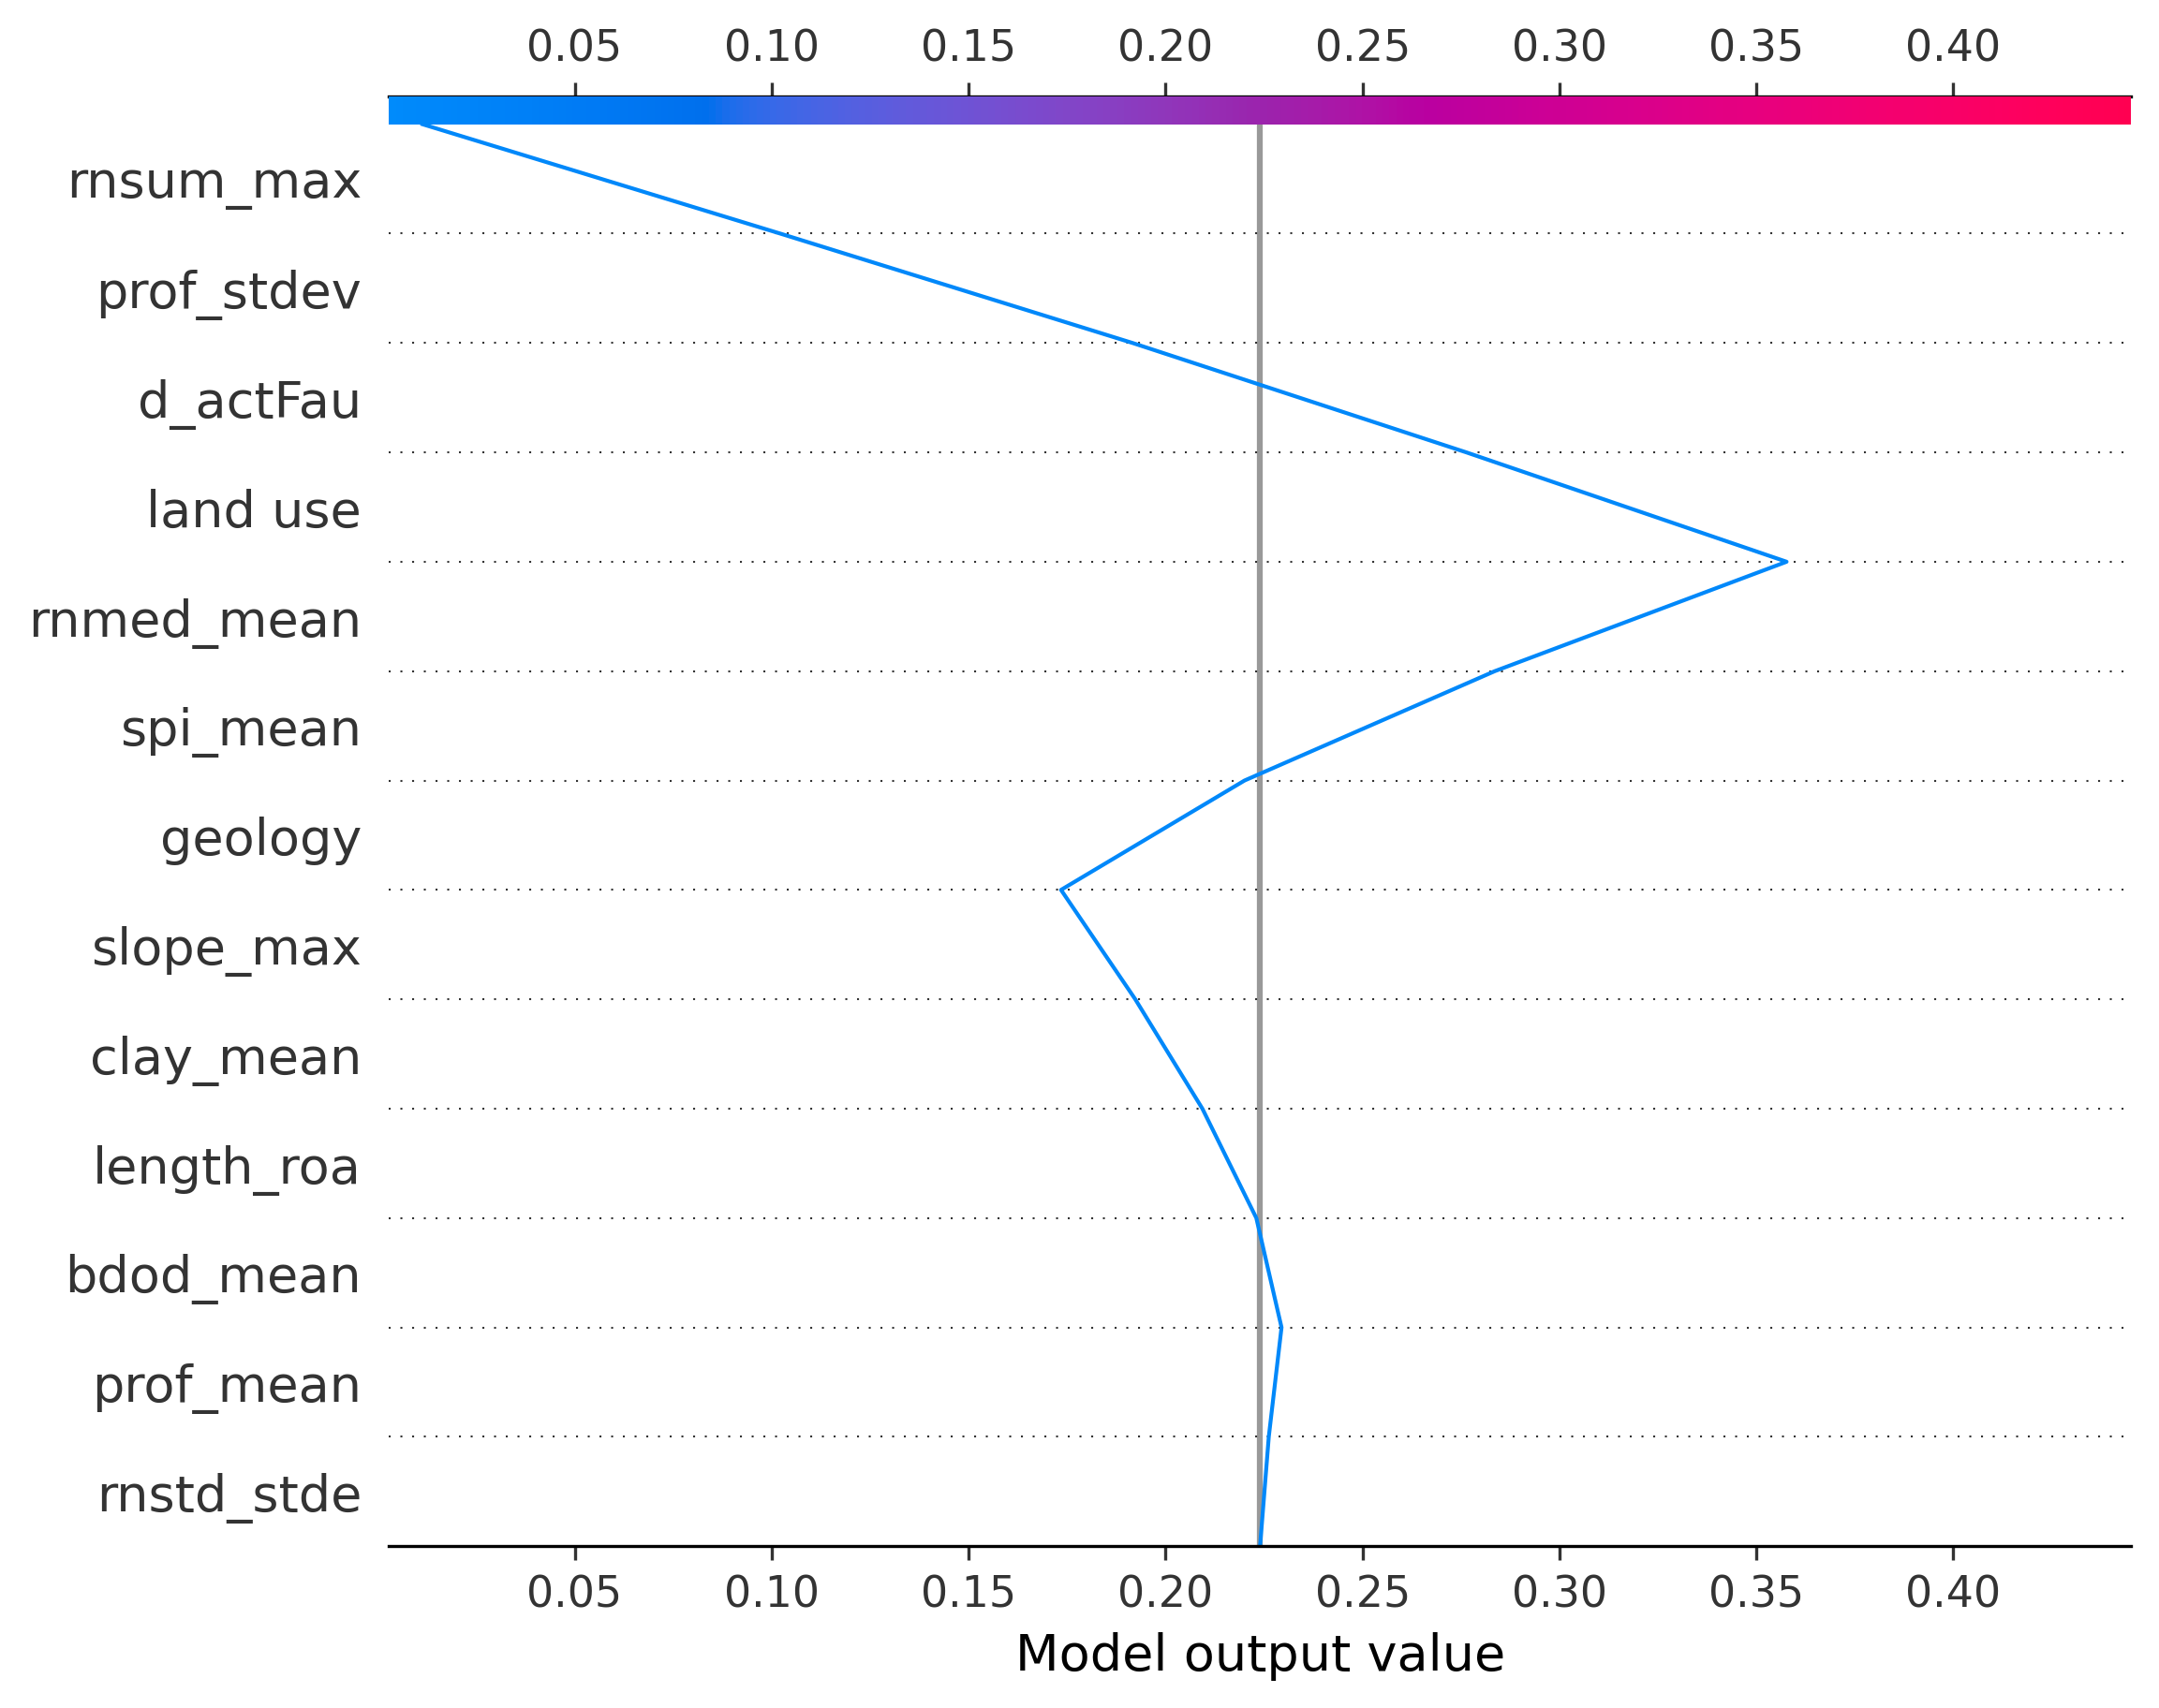 0.05 0.10 0.15 0.20 0.25 0.30 0.35 0.40
rnsum_max
prof_stdev
d_actFau
land use
rnmed_mean
spi_mean
geology
slope_max
clay_mean
length_roa
bdod_mean
prof_mean
rnstd_stde
0.05 0.10 0.15 0.20 0.25 0.30 0.35 0.40
Model output value